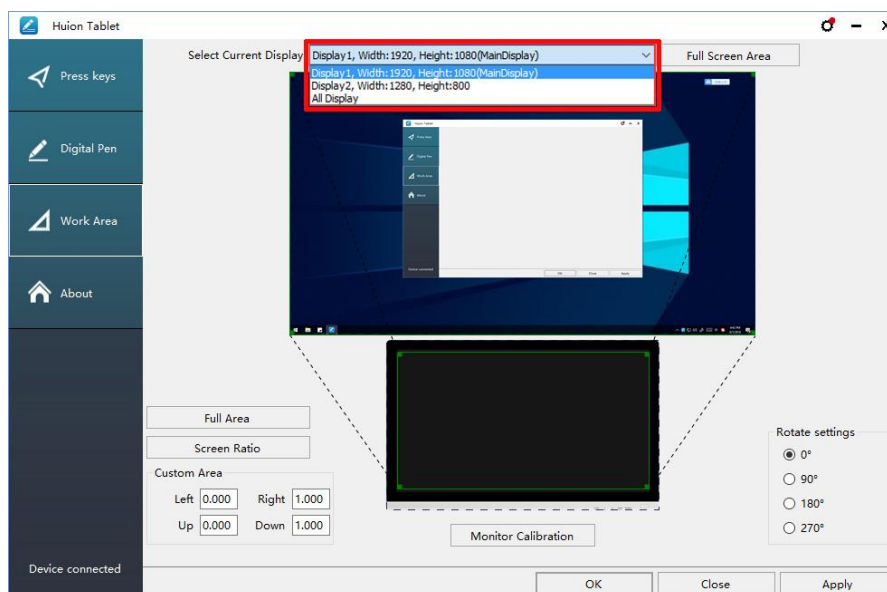 Huion Tablet
Select Current Display
Display1, Width:1920, Height:1080(MainDisplay)
Full Screen Area
Display1, Width:1920, Height:1080(MainDisplay)
Display2, Width:1280, Height:800
All Display
Press keys
Digital Pen
Work Area
About
Full Area
Screen Ratio
Custom Area
Left 0.000 Right 1.000
Up 0.000 Down 1.000
Monitor Calibration
Rotate settings
0°
90°
180°
270°
Device connected
OK Close Apply